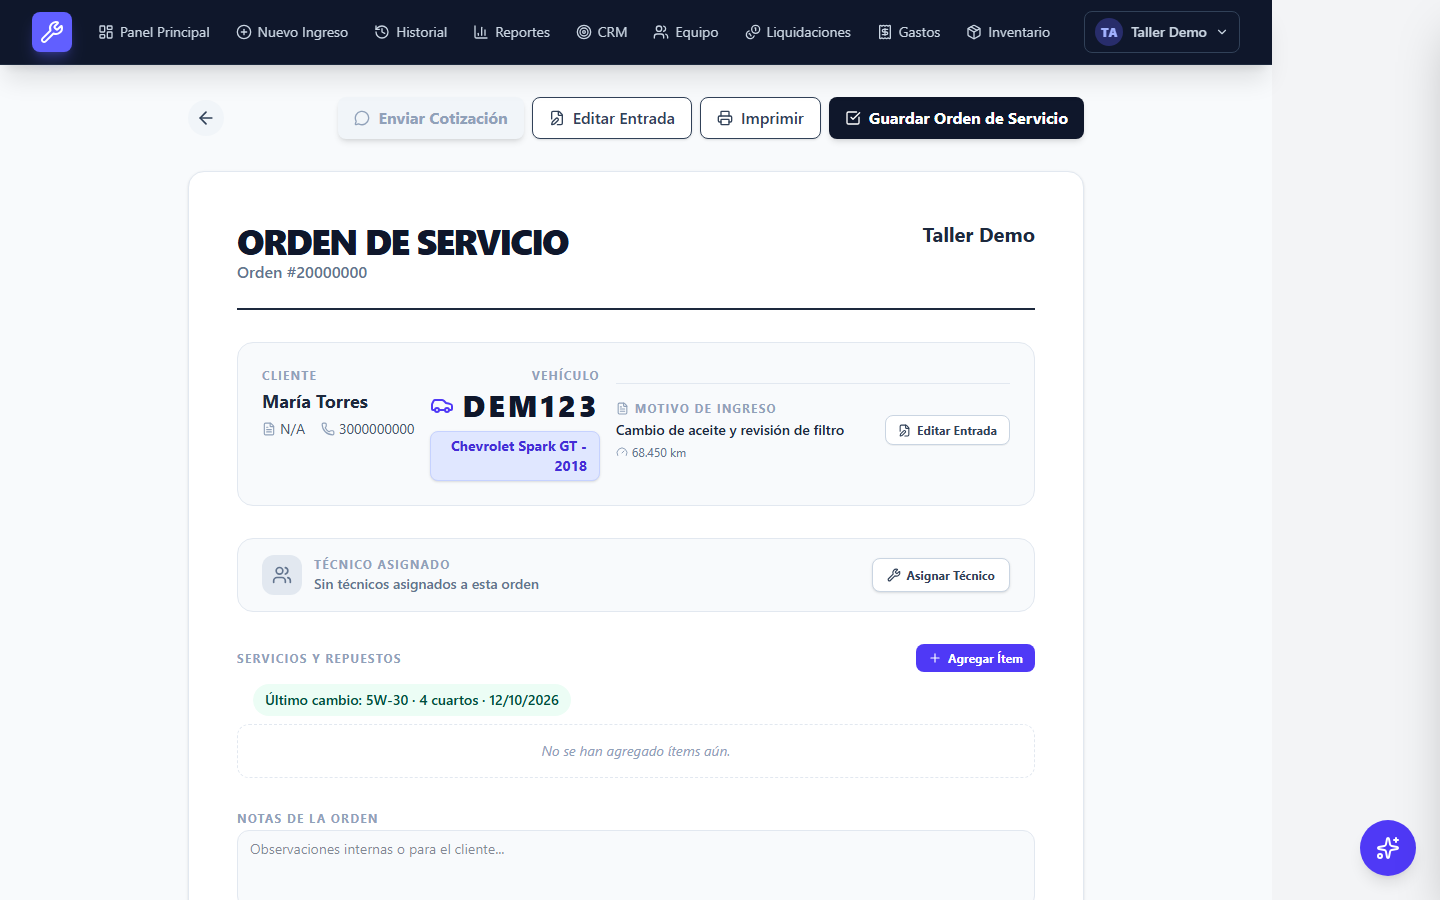 Panel Principal
Nuevo Ingreso
Historial
Reportes
CRM
Equipo
Liquidaciones
Gastos
Inventario
TA
Taller Demo
Enviar Cotización
Editar Entrada
Imprimir
Guardar Orden de Servicio
ORDEN DE SERVICIO
Taller Demo
Orden #20000000
CLIENTE
María Torres
N/A
3000000000
VEHÍCULO
DEM123
Chevrolet Spark GT -
2018
MOTIVO DE INGRESO
Cambio de aceite y revisión de filtro
68.450 km
Editar Entrada
TÉCNICO ASIGNADO
Sin técnicos asignados a esta orden
Asignar Técnico
SERVICIOS Y REPUESTOS
Agregar Ítem
Último cambio: 5W-30 · 4 cuartos · 12/10/2026
No se han agregado ítems aún.
NOTAS DE LA ORDEN
Observaciones internas o para el cliente...